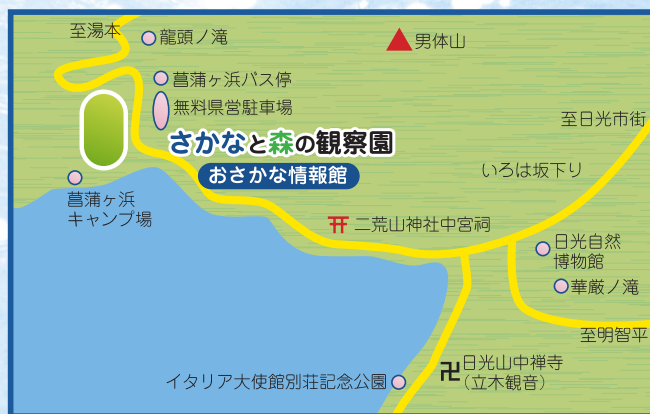 至湯本
龍頭ノ滝
男体山
菖蒲ヶ浜バス停
無料県営駐車場
至日光市街
さかなと森の観察園
おさかな情報館
いろは坂下り
菖蒲ヶ浜
キャンプ場
二荒山神社中宮祠
日光自然
博物館
華厳ノ滝
至明智平
日光山中禅寺
(立木観音)
イタリア大使館別荘記念公園